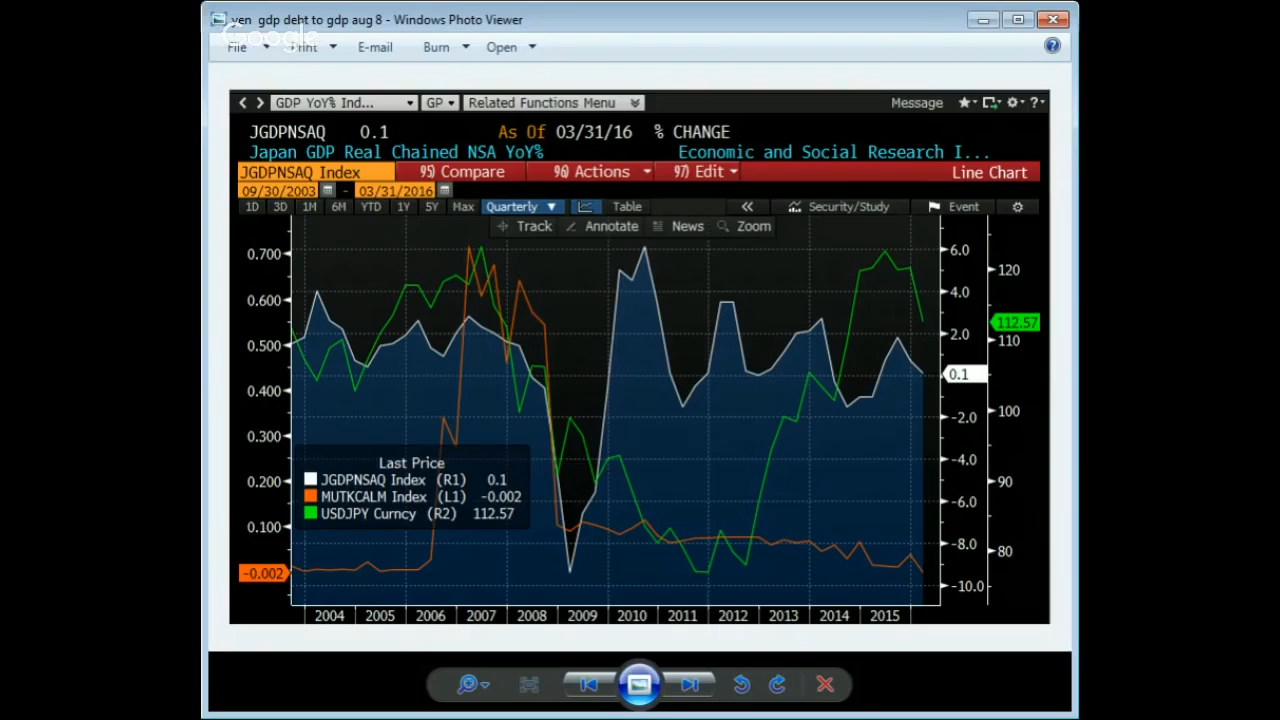 yen gdp debt to gdp aug 8 - Windows Photo Viewer
Google
File Print E-mail Burn Open
GDP YoY% Ind... GP Related Functions Menu Message
JGDPNSAQ 0.1 As Of 03/31/16 % CHANGE
Japan GDP Real Chained NSA YoY% Economic and Social Research I...
JGDPNSAQ Index 95) Compare 96) Actions 97) Edit Line Chart
09/30/2003 - 03/31/2016
1D 3D 1M 6M YTD 1Y 5Y Max Quarterly Table Security/Study Event
Track Annotate News Zoom
0.700 6.0
120
0.600 4.0
112.57
0.500 2.0 110
0.400 0.1
100
-2.0
0.300
-4.0
Last Price
JGDPNSAQ Index (R1) 0.1
0.200 90
MUTKCALM Index (L1) -0.002
-6.0
USDJPY Curncy (R2) 112.57
0.100
-8.0
80
-0.002
-10.0
2004 2005 2006 2007 2008 2009 2010 2011 2012 2013 2014 2015